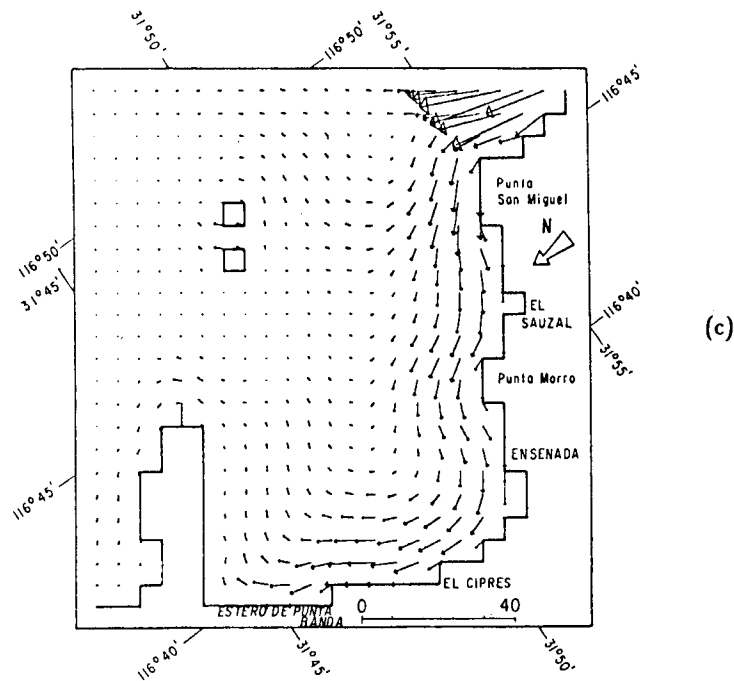 31°50'
116°50'
31°55'
116°45'
Punta
San Miguel
N
116°50'
31°45'
EL
SAUZAL
116°40'
31°55'
(c)
Punta Morro
ENSENADA
116°45'
EL CIPRES
ESTERO DE PUNTA
BANDA
0 40
116°40'
31°45'
31°50'